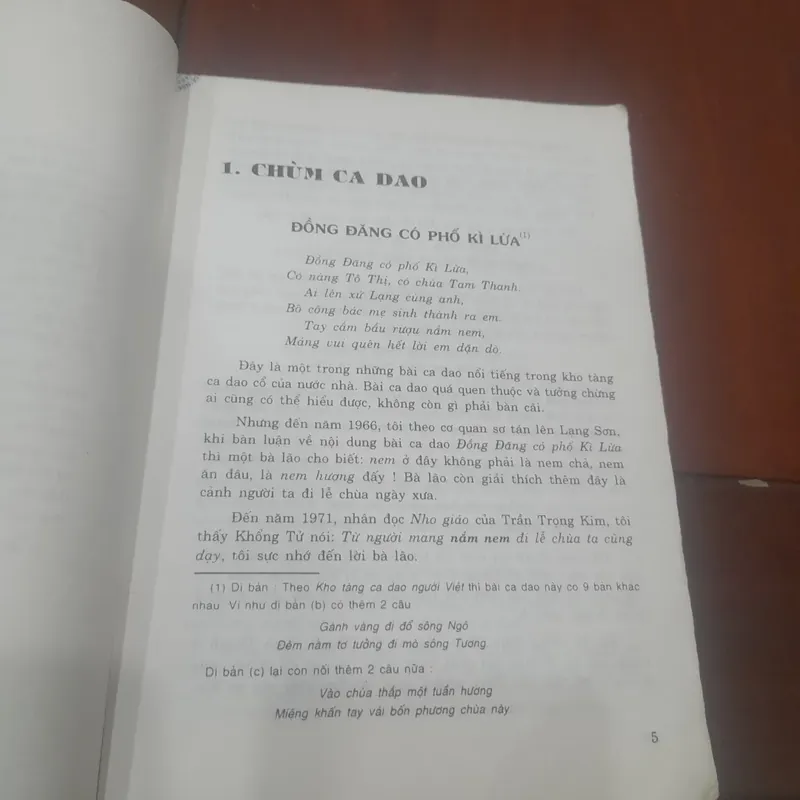 1. CHÙM CA DAO
ĐỒNG ĐĂNG CÓ PHỐ KÌ LỪA(1)
Đồng Đăng có phố Kì Lừa,
Có nàng Tô Thị, có chùa Tam Thanh.
Ai lên xứ Lạng cùng anh,
Bõ công bác mẹ sinh thành ra em.
Tay cầm bầu rượu nắm nem,
Mảng vui quên hết lời em dặn dò.
Đây là một trong những bài ca dao nổi tiếng trong kho tàng
ca dao cổ của nước nhà. Bài ca dao quá quen thuộc và tưởng chừng
ai cũng có thể hiểu được, không còn gì phải bàn cãi.
Nhưng đến năm 1966, tôi theo cơ quan sơ tán lên Lạng Sơn,
khi bàn luận về nội dung bài ca dao Đồng Đăng có phố Kì Lừa
thì một bà lão cho biết: nem ở đây không phải là nem chả, nem
ăn đâu, là nem hương đấy ! Bà lão còn giải thích thêm đây là
cảnh người ta đi lễ chùa ngày xưa.
Đến năm 1971, nhân đọc Nho giáo của Trần Trọng Kim, tôi
thấy Khổng Tử nói: Từ người mang nắm nem đi lễ chùa ta cũng
dạy, tôi sực nhớ đến lời bà lão.
(1) Dị bản : Theo Kho tàng ca dao người Việt thì bài ca dao này có 9 bản khác
nhau. Ví như dị bản (b) có thêm 2 câu
Gánh vàng đi đổ sông Ngô
Đêm nằm tơ tưởng đi mò sông Tương.
Dị bản (c) lại còn nối thêm 2 câu nữa :
Vào chùa thắp một tuần hương
Miệng khấn tay vái bốn phương chùa này.
5